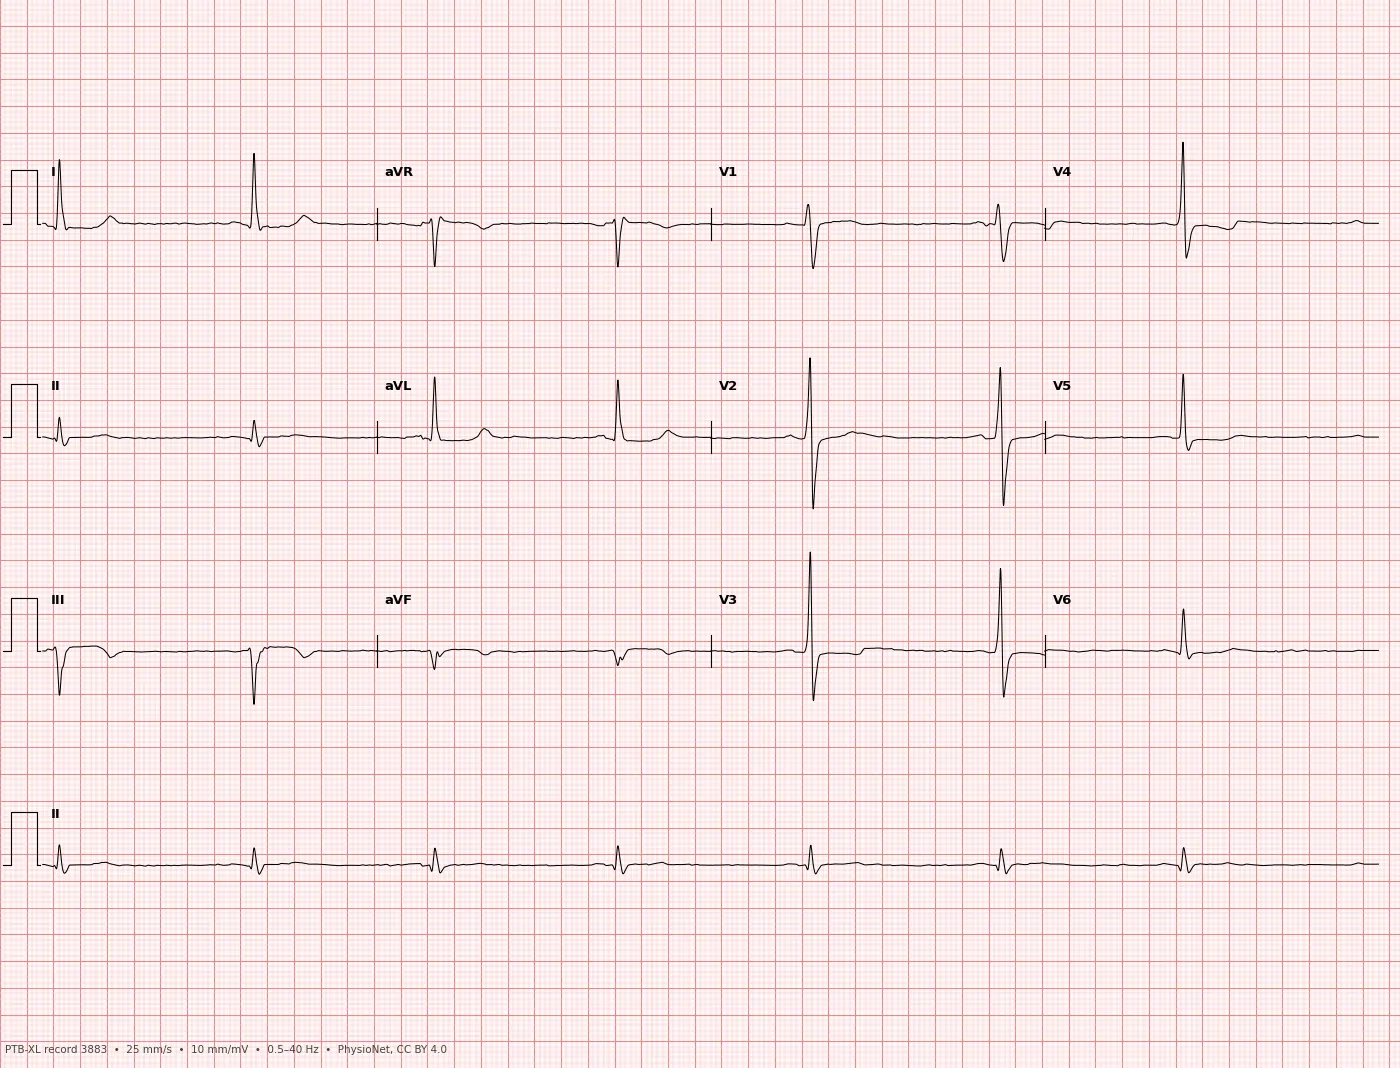 I
aVR
V1
V4
II
aVL
V2
V5
III
aVF
V3
V6
II
PTB-XL record 3883 • 25 mm/s • 10 mm/mV • 0.5–40 Hz • PhysioNet, CC BY 4.0